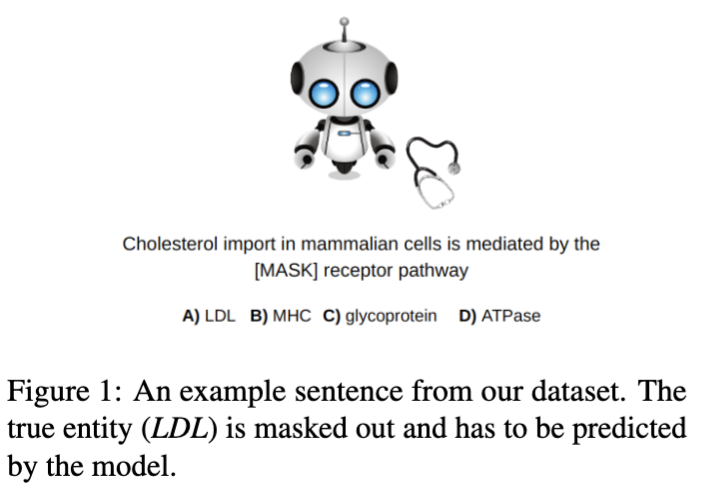 Cholesterol import in mammalian cells is mediated by the
[MASK] receptor pathway
A) LDL B) MHC C) glycoprotein D) ATPase
Figure 1: An example sentence from our dataset. The
true entity (LDL) is masked out and has to be predicted
by the model.